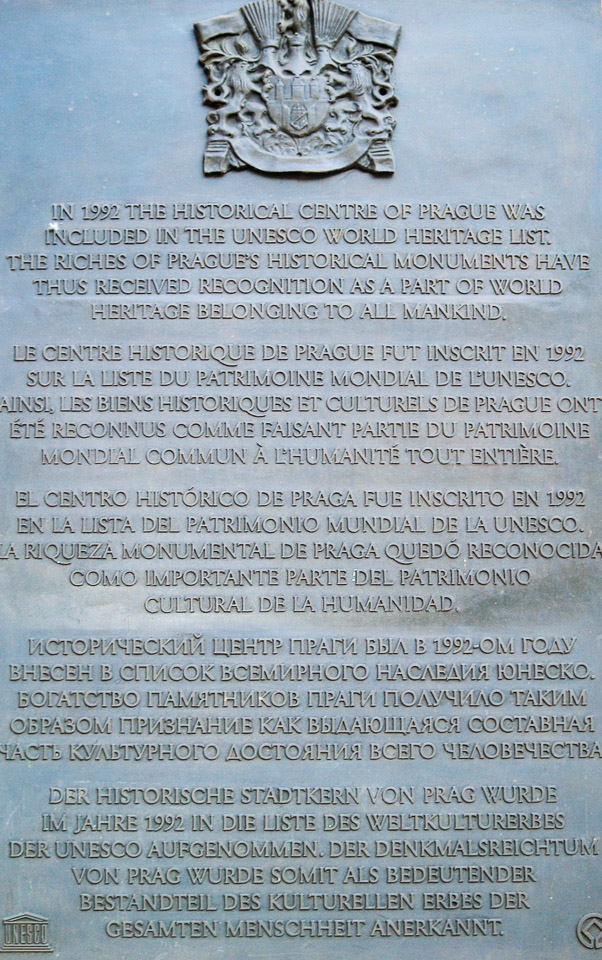 IN 1992 THE HISTORICAL CENTRE OF PRAGUE WAS
INCLUDED IN THE UNESCO WORLD HERITAGE LIST.
THE RICHES OF PRAGUE'S HISTORICAL MONUMENTS HAVE
THUS RECEIVED RECOGNITION AS A PART OF WORLD
HERITAGE BELONGING TO ALL MANKIND.
LE CENTRE HISTORIQUE DE PRAGUE FUT INSCRIT EN 1992
SUR LA LISTE DU PATRIMOINE MONDIAL DE L'UNESCO.
AINSI, LES BIENS HISTORIQUES ET CULTURELS DE PRAGUE ONT
ÉTÉ RECONNUS COMME FAISANT PARTIE DU PATRIMOINE
MONDIAL COMMUN À L'HUMANITÉ TOUT ENTIÈRE.
EL CENTRO HISTÓRICO DE PRAGA FUE INSCRITO EN 1992
EN LA LISTA DEL PATRIMONIO MUNDIAL DE LA UNESCO.
LA RIQUEZA MONUMENTAL DE PRAGA QUEDÓ RECONOCIDA
COMO IMPORTANTE PARTE DEL PATRIMONIO
CULTURAL DE LA HUMANIDAD.
ИСТОРИЧЕСКИЙ ЦЕНТР ПРАГИ БЫЛ В 1992-ОМ ГОДУ
ВНЕСЕН В СПИСОК ВСЕМИРНОГО НАСЛЕДИЯ ЮНЕСКО.
БОГАТСТВО ПАМЯТНИКОВ ПРАГИ ПОЛУЧИЛО ТАКИМ
ОБРАЗОМ ПРИЗНАНИЕ КАК ВЫДАЮЩАЯСЯ СОСТАВНАЯ
ЧАСТЬ КУЛЬТУРНОГО ДОСТОЯНИЯ ВСЕГО ЧЕЛОВЕЧЕСТВА
DER HISTORISCHE STADTKERN VON PRAG WURDE
IM JAHRE 1992 IN DIE LISTE DES WELTKULTURERBES
DER UNESCO AUFGENOMMEN. DER DENKMALSREICHTUM
VON PRAG WURDE SOMIT ALS BEDEUTENDER
BESTANDTEIL DES KULTURELLEN ERBES DER
GESAMTEN MENSCHHEIT ANERKANNT.
UNESCO